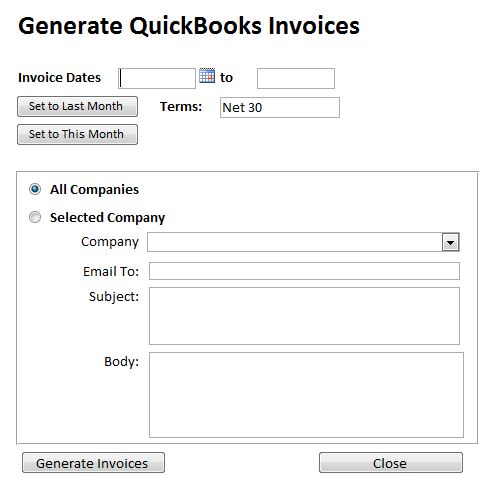 Generate QuickBooks Invoices
Invoice Dates to
Set to Last Month Terms: Net 30
Set to This Month
All Companies
Selected Company
Company
Email To:
Subject:
Body:
Generate Invoices Close